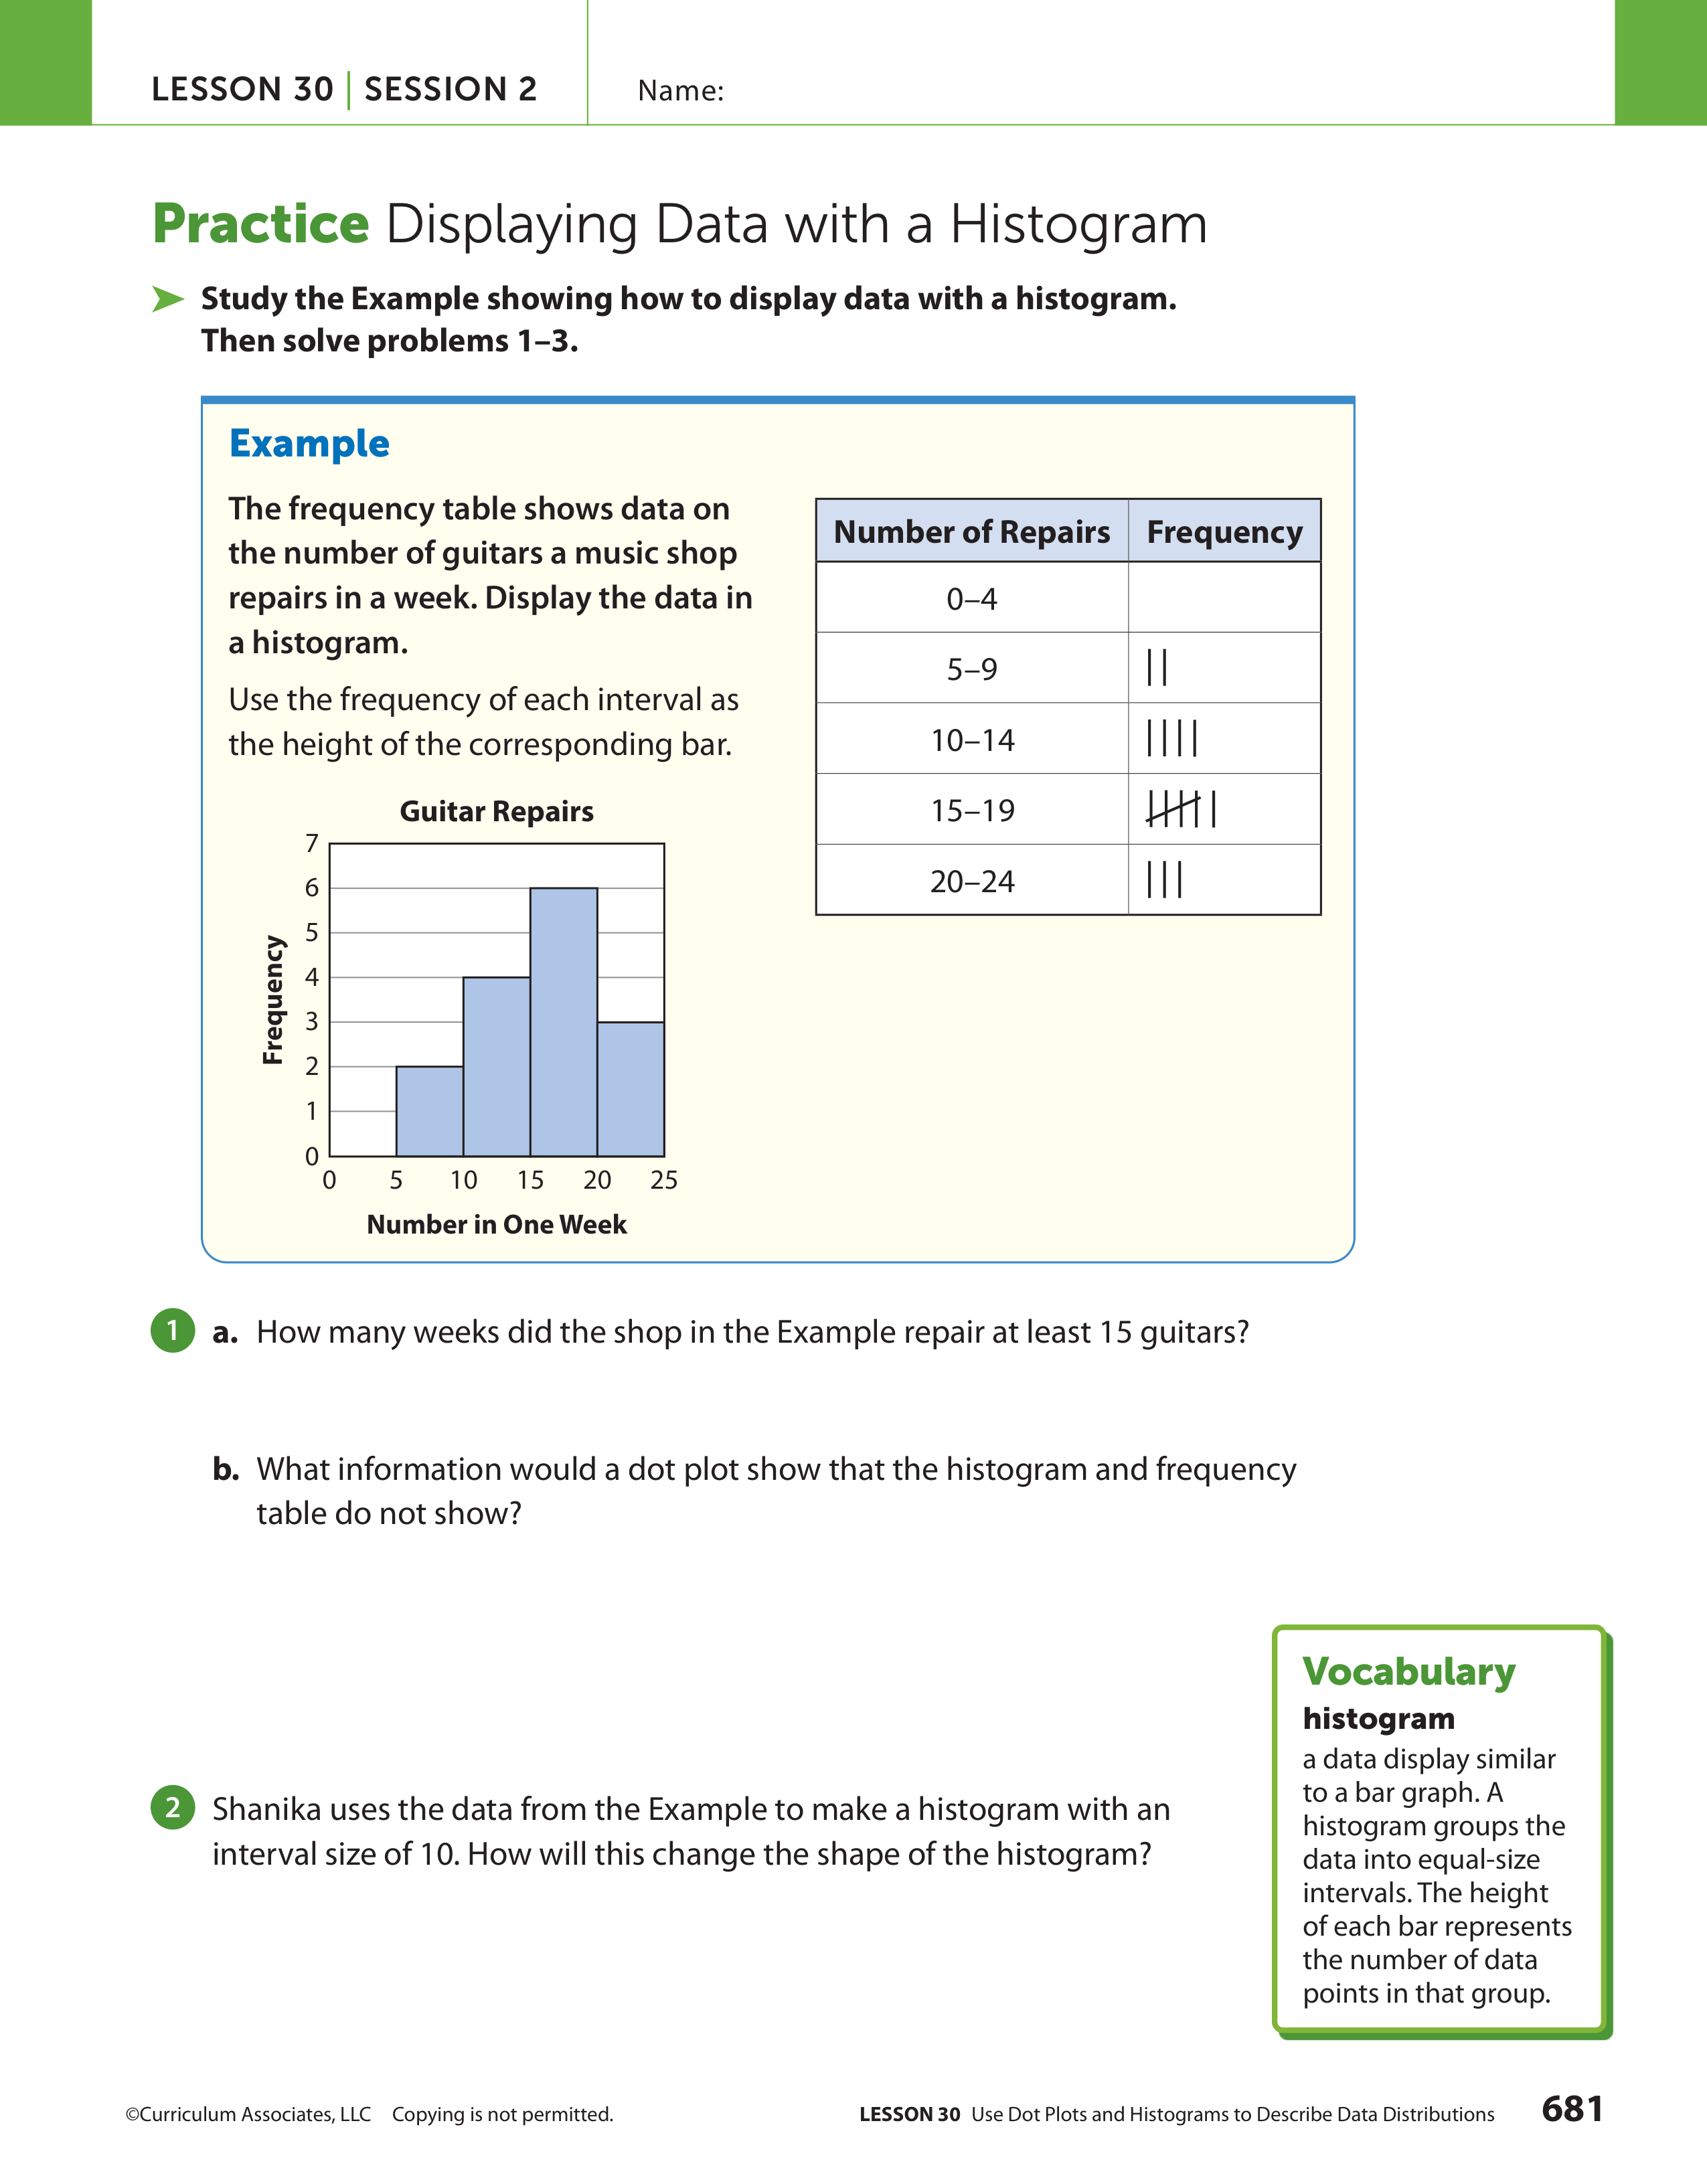 LESSON 30 | SESSION 2
Name:
Practice Displaying Data with a Histogram
Study the Example showing how to display data with a histogram.
Then solve problems 1–3.
Example
The frequency table shows data on
the number of guitars a music shop
repairs in a week. Display the data in
a histogram.
Use the frequency of each interval as
the height of the corresponding bar.
Number of Repairs Frequency
0–4
5–9
10–14
15–19
20–24
Guitar Repairs
7
6
5
4
3
2
1
0
Frequency
0 5 10 15 20 25
Number in One Week
1 a. How many weeks did the shop in the Example repair at least 15 guitars?
b. What information would a dot plot show that the histogram and frequency
table do not show?
2 Shanika uses the data from the Example to make a histogram with an
interval size of 10. How will this change the shape of the histogram?
Vocabulary
histogram
a data display similar
to a bar graph. A
histogram groups the
data into equal-size
intervals. The height
of each bar represents
the number of data
points in that group.
©Curriculum Associates, LLC Copying is not permitted.
LESSON 30 Use Dot Plots and Histograms to Describe Data Distributions 681